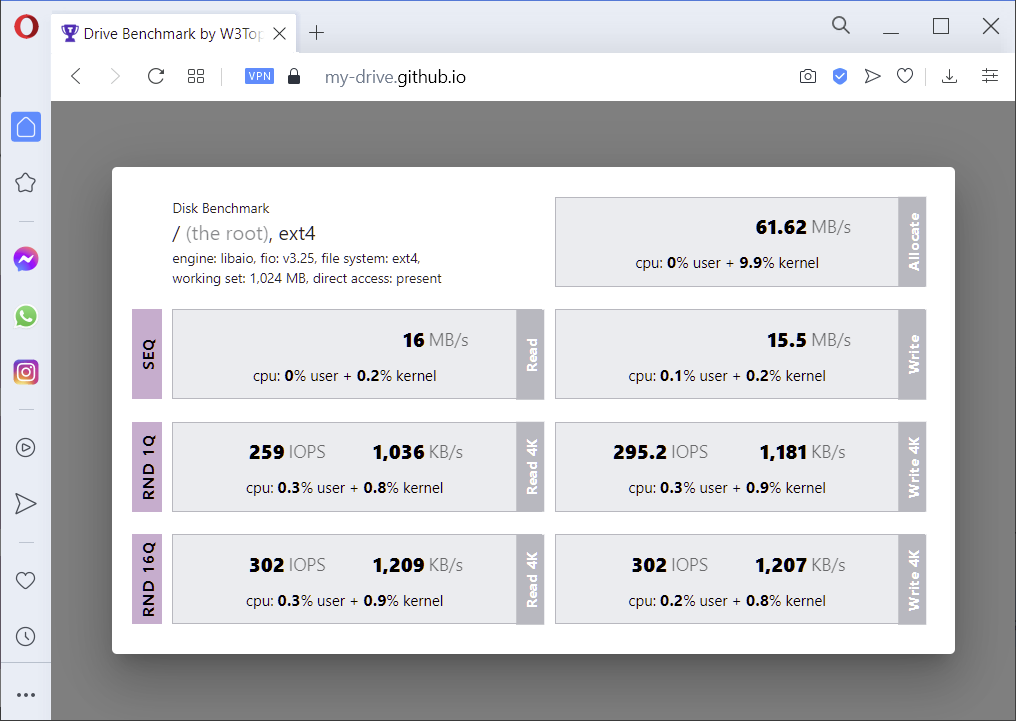 Drive Benchmark by W3Top
VPN
my-drive.github.io
Disk Benchmark
/ (the root), ext4
engine: libaio, fio: v3.25, file system: ext4,
working set: 1,024 MB, direct access: present
61.62 MB/s
cpu: 0% user + 9.9% kernel
Allocate
SEQ
16 MB/s
cpu: 0% user + 0.2% kernel
Read
15.5 MB/s
cpu: 0.1% user + 0.2% kernel
Write
RND 1Q
259 IOPS 1,036 KB/s
cpu: 0.3% user + 0.8% kernel
Read 4K
295.2 IOPS 1,181 KB/s
cpu: 0.3% user + 0.9% kernel
Write 4K
RND 16Q
302 IOPS 1,209 KB/s
cpu: 0.3% user + 0.9% kernel
Read 4K
302 IOPS 1,207 KB/s
cpu: 0.2% user + 0.8% kernel
Write 4K